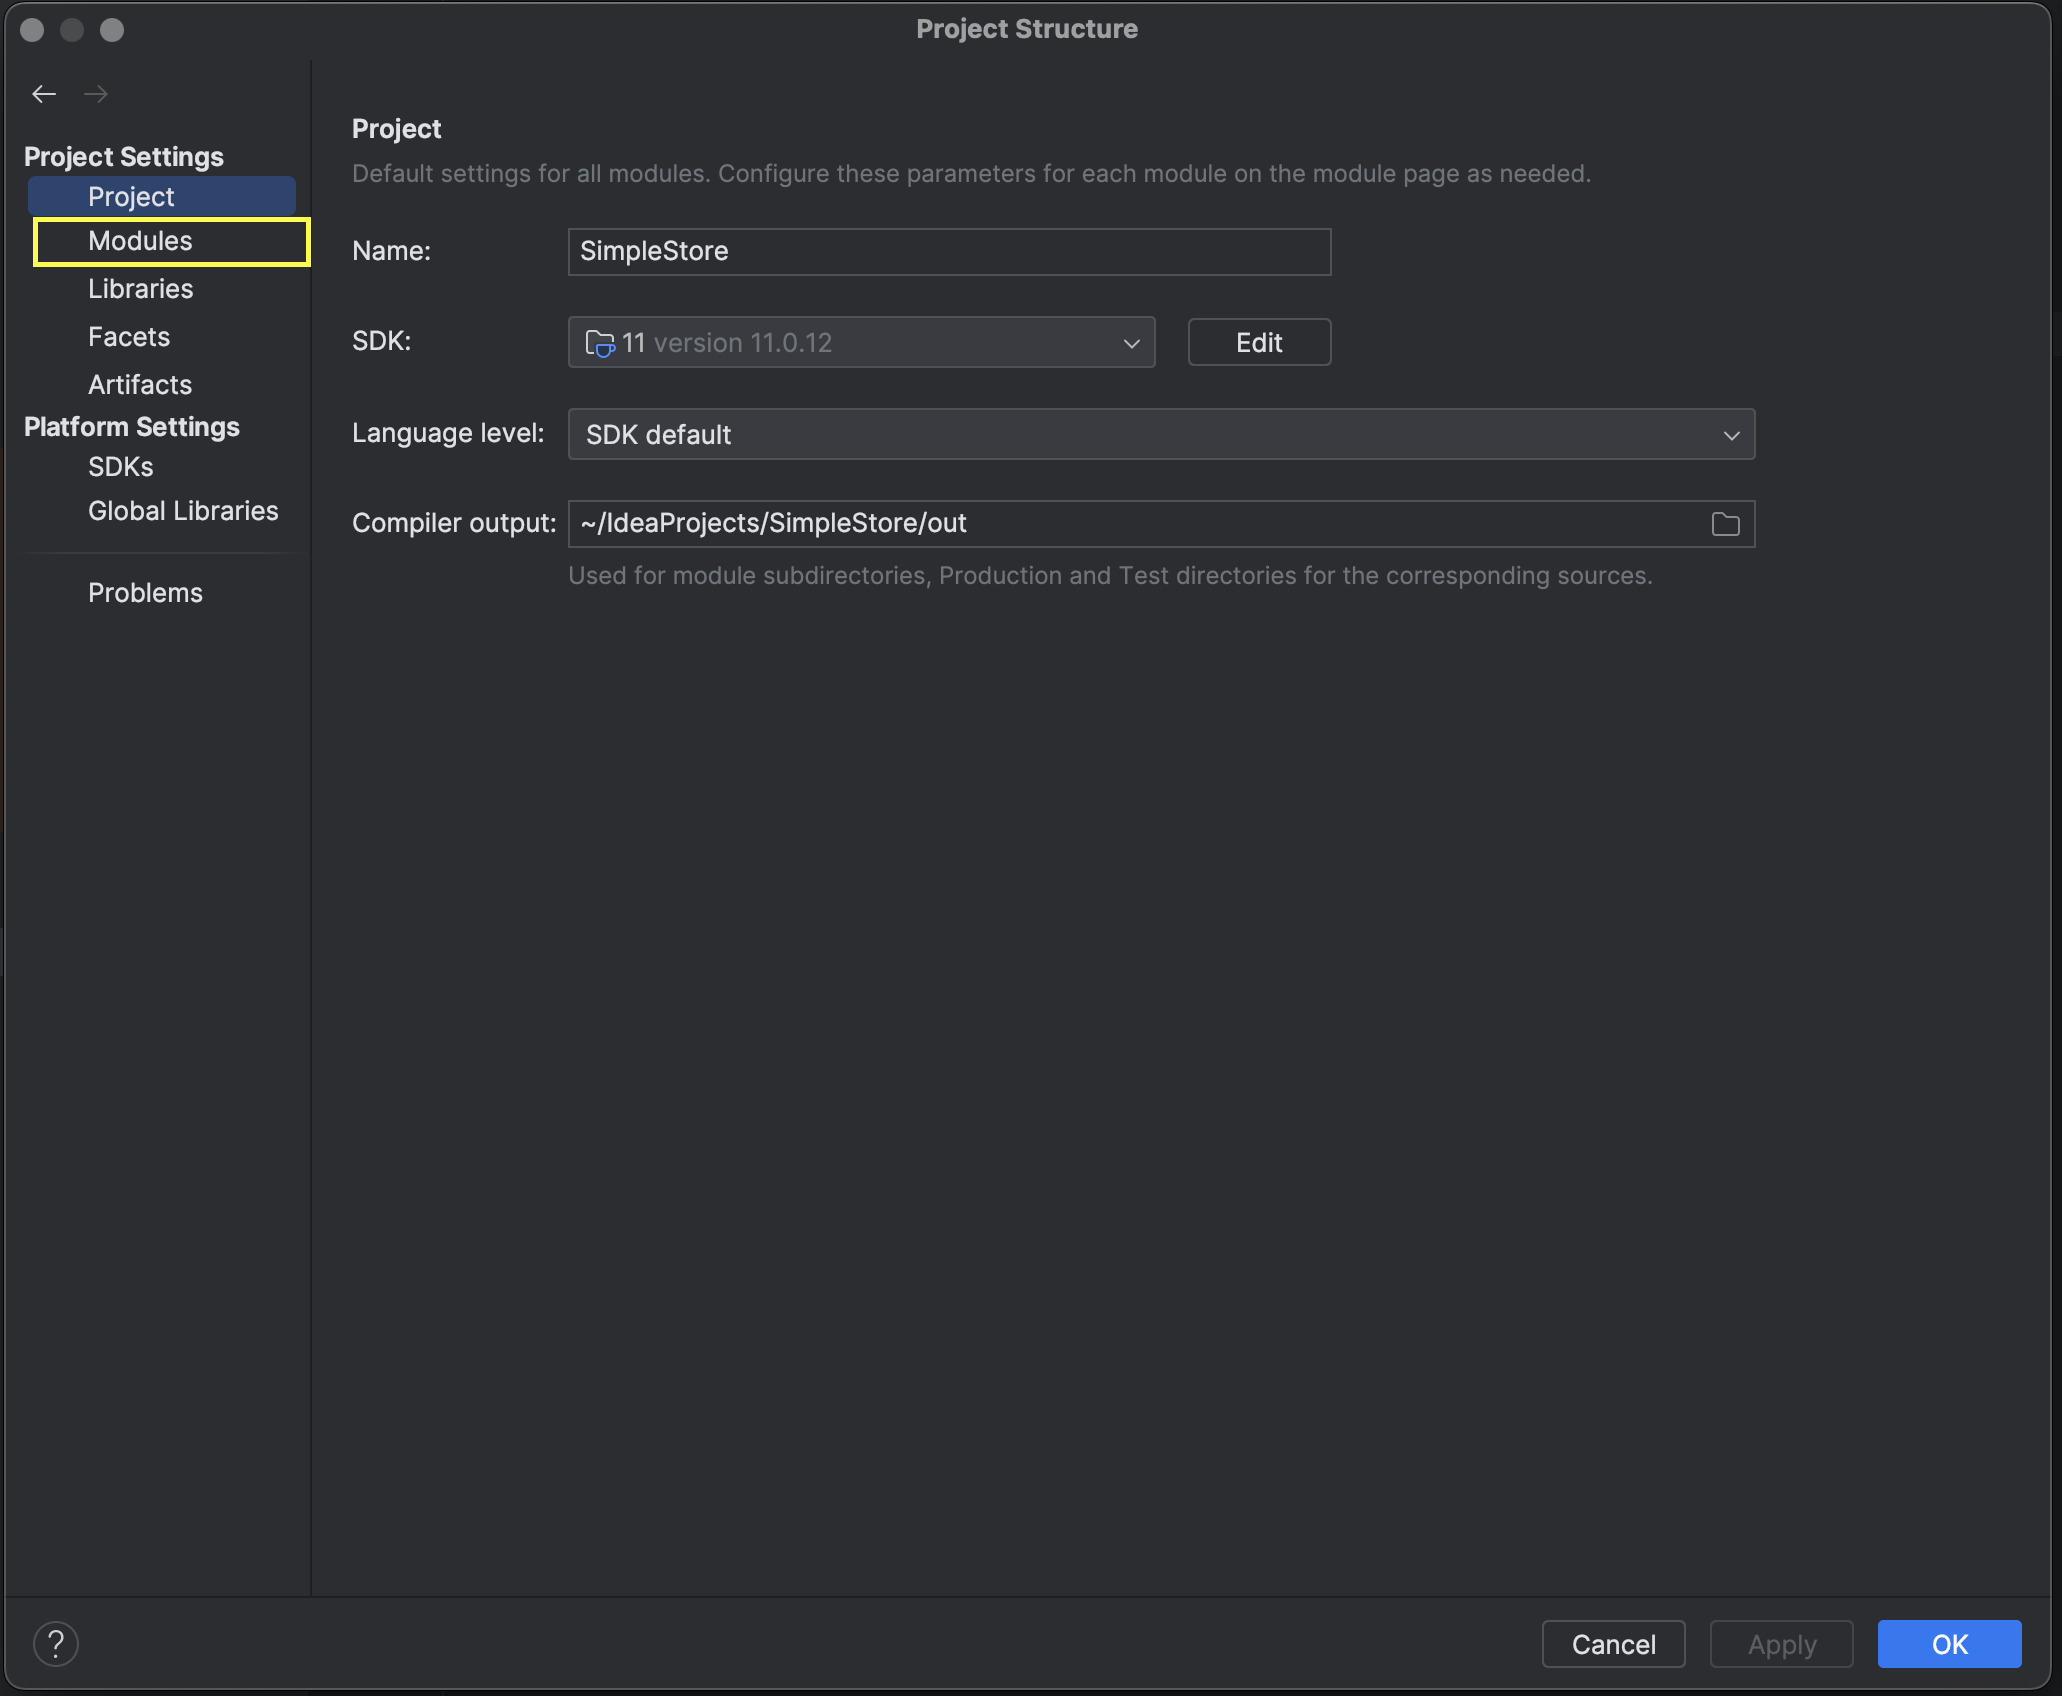 Project Structure
Project Settings
Project
Modules
Libraries
Facets
Artifacts
Platform Settings
SDKs
Global Libraries
Problems
Project
Default settings for all modules. Configure these parameters for each module on the module page as needed.
Name: SimpleStore
SDK: 11 version 11.0.12 Edit
Language level: SDK default
Compiler output: ~/IdeaProjects/SimpleStore/out
Used for module subdirectories, Production and Test directories for the corresponding sources.
? Cancel Apply OK